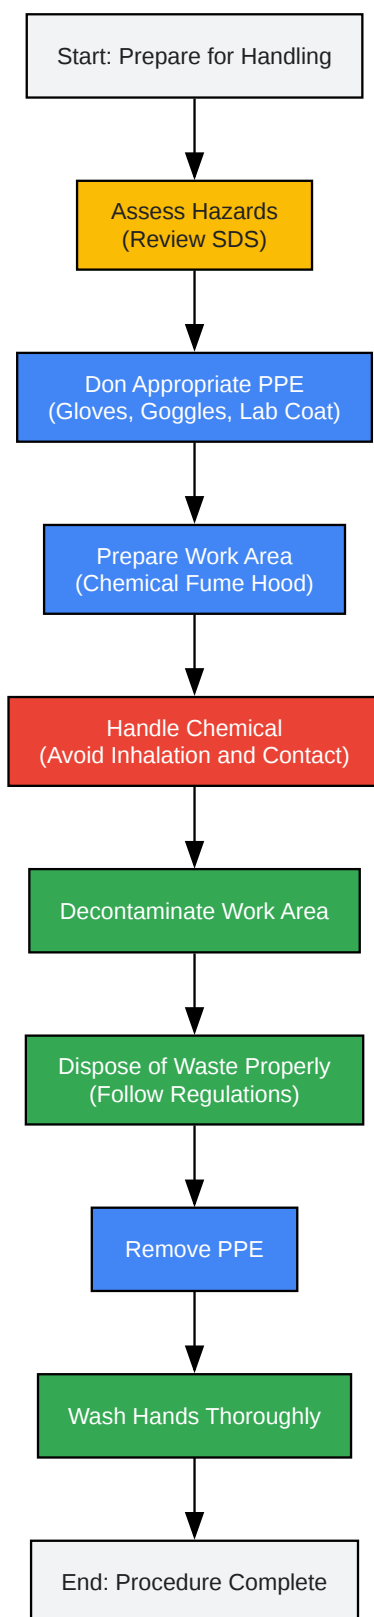 Start: Prepare for Handling
Assess Hazards
(Review SDS)
Don Appropriate PPE
(Gloves, Goggles, Lab Coat)
Prepare Work Area
(Chemical Fume Hood)
Handle Chemical
(Avoid Inhalation and Contact)
Decontaminate Work Area
Dispose of Waste Properly
(Follow Regulations)
Remove PPE
Wash Hands Thoroughly
End: Procedure Complete